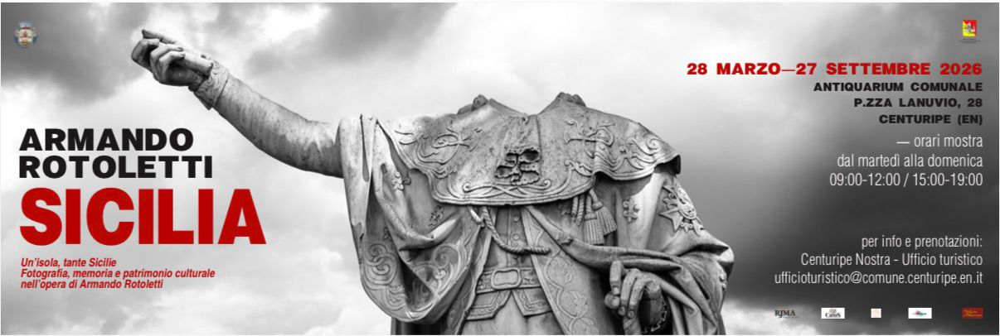 ARMANDO
ROTOLETTI
SICILIA
Un'isola, tante Sicilie
Fotografia, memoria e patrimonio culturale
nell'opera di Armando Rotoletti
28 MARZO—27 SETTEMBRE 2026
ANTIQUARIUM COMUNALE
P.ZZA LANUVIO, 28
CENTURIPE (EN)
— orari mostra
dal martedì alla domenica
09:00-12:00 / 15:00-19:00
per info e prenotazioni:
Centuripe Nostra - Ufficio turistico
ufficioturistico@comune.centuripe.en.it
RJMA